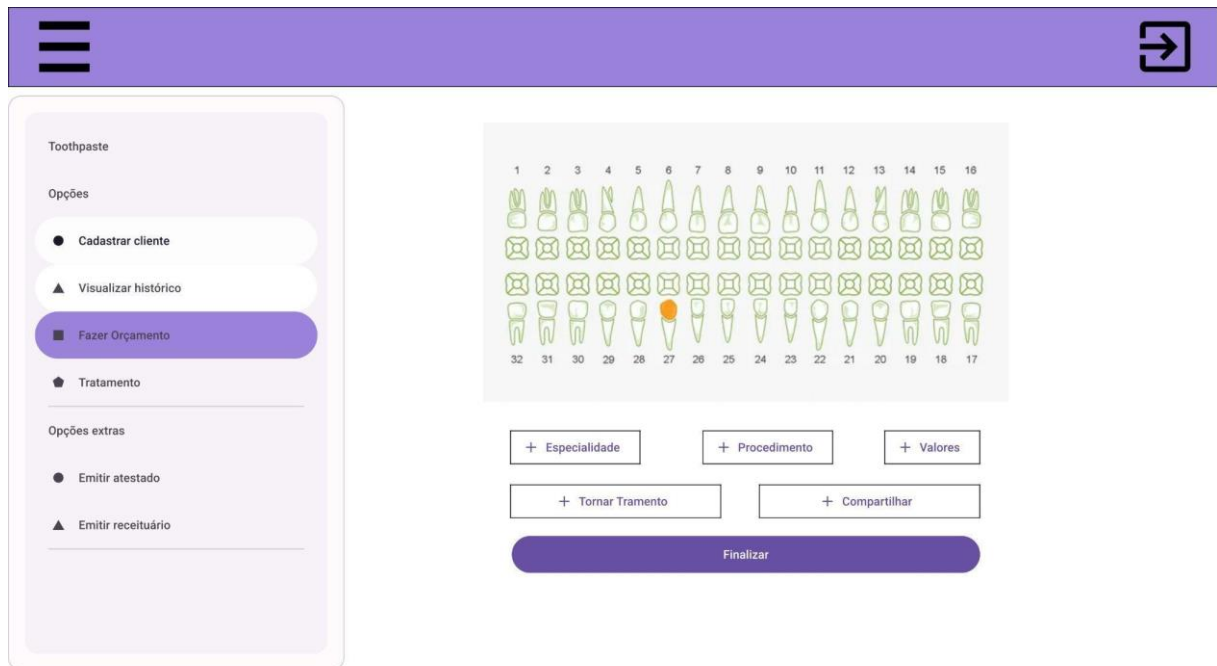 Toothpaste
Opções
Cadastrar cliente
Visualizar histórico
Fazer Orçamento
Tratamento
Opções extras
Emitir atestado
Emitir receituário
1 2 3 4 5 6 7 8 9 10 11 12 13 14 15 16
32 31 30 29 28 27 26 25 24 23 22 21 20 19 18 17
+ Especialidade + Procedimento + Valores
+ Tornar Tramento + Compartilhar
Finalizar